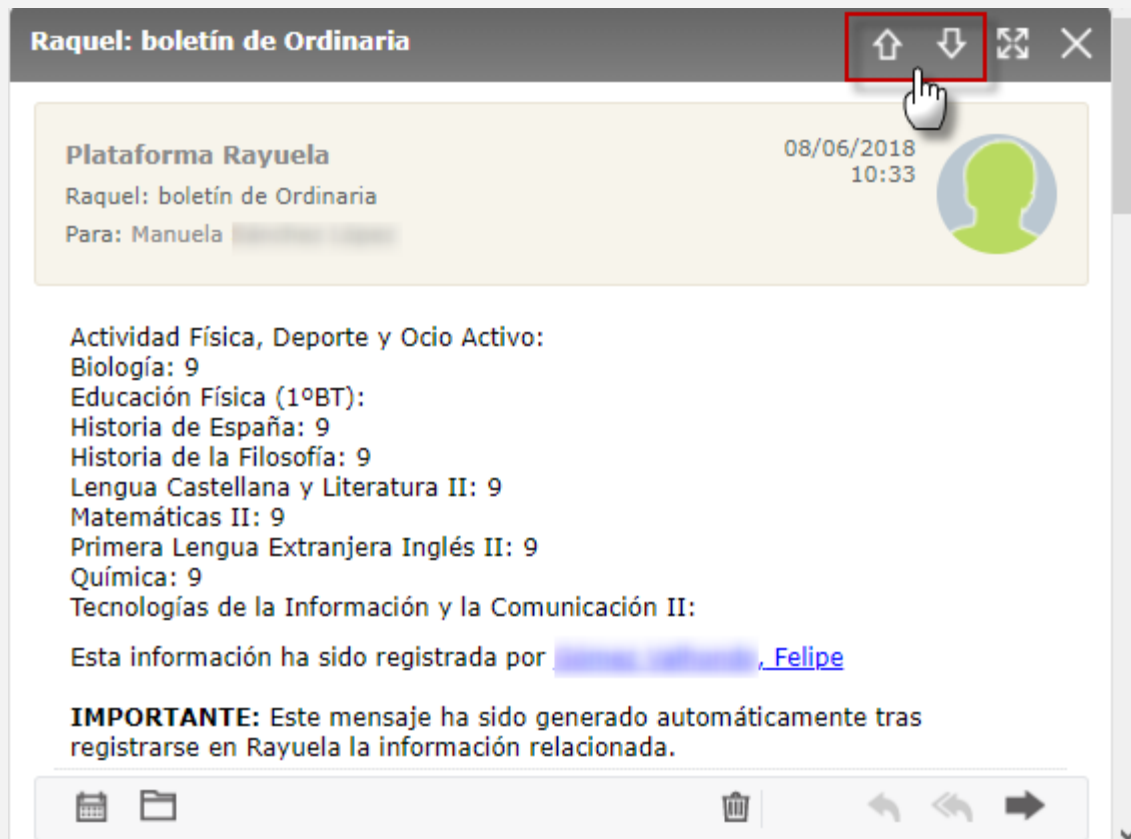 Raquel: boletín de Ordinaria
Plataforma Rayuela
08/06/2018
10:33
Raquel: boletín de Ordinaria
Para: Manuela
Actividad Física, Deporte y Ocio Activo:
Biología: 9
Educación Física (1ºBT):
Historia de España: 9
Historia de la Filosofía: 9
Lengua Castellana y Literatura II: 9
Matemáticas II: 9
Primera Lengua Extranjera Inglés II: 9
Química: 9
Tecnologías de la Información y la Comunicación II:
Esta información ha sido registrada por , Felipe
IMPORTANTE: Este mensaje ha sido generado automáticamente tras
registrarse en Rayuela la información relacionada.